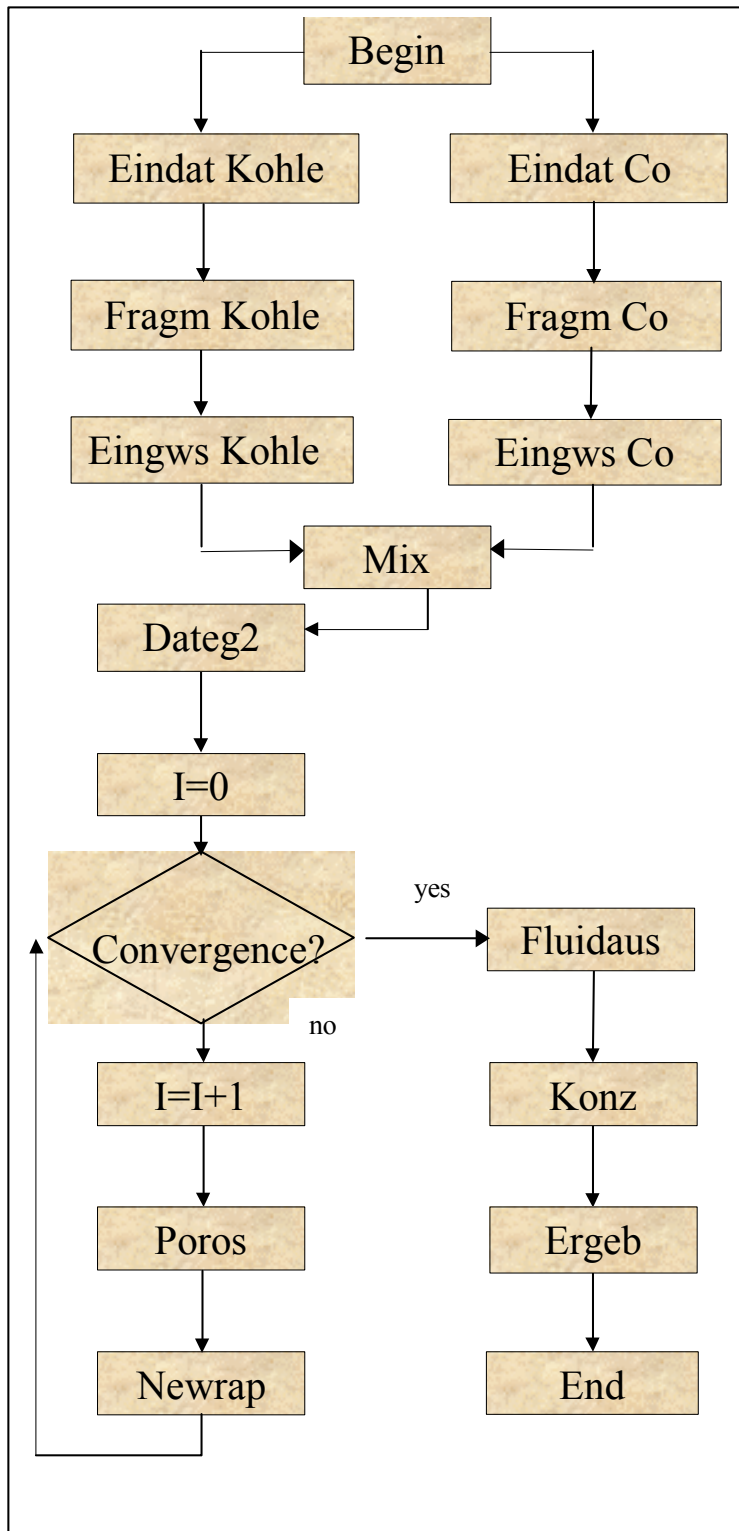 Begin
Eindat Kohle
Eindat Co
Fragm Kohle
Fragm Co
Eingws Kohle
Eingws Co
Mix
Dateg2
I=0
Convergence?
yes
no
Fluidaus
I=I+1
Konz
Poros
Ergeb
Newrap
End